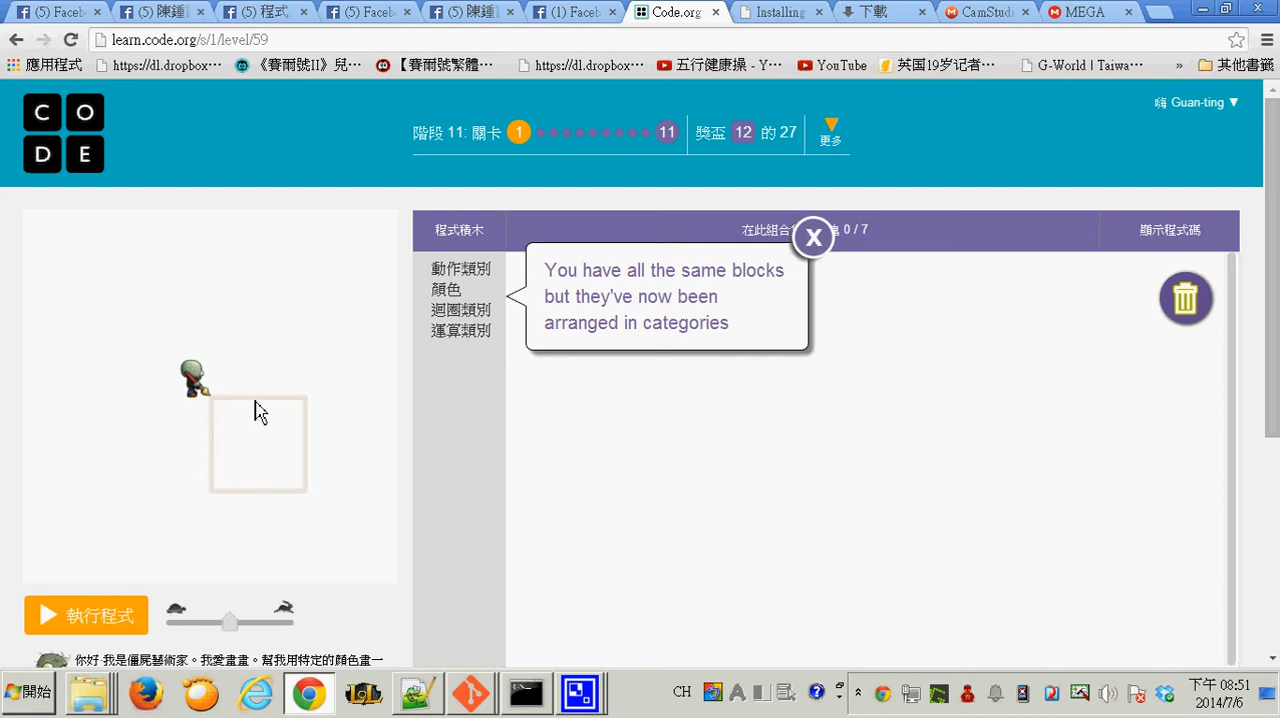 (5) Faceb
(5) 陳鍾
(5) 程式
(5) Faceb
(5) 陳鍾
(1) Faceb
Code.org
Installing
下載
CamStudi
MEGA
learn.code.org/s/1/level/59
應用程式
https://dl.dropbox...
《賽爾號II》兒...
【賽爾號繁體...
https://dl.dropbox...
五行健康操 - Y...
YouTube
英国19岁记者...
G-World | Taiwa...
»
其他書籤
C O
D E
階段 11: 關卡 1 11
獎盃 12 的 27
更多
嗨 Guan-ting ▼
程式積木
在此組合
0 / 7
顯示程式碼
X
動作類別
顏色
迴圈類別
運算類別
You have all the same blocks
but they've now been
arranged in categories
執行程式
你好,我是僵屍藝術家。我愛畫畫。幫我用特定的顏色畫一
開始
CH
下午 08:51
2014/7/6